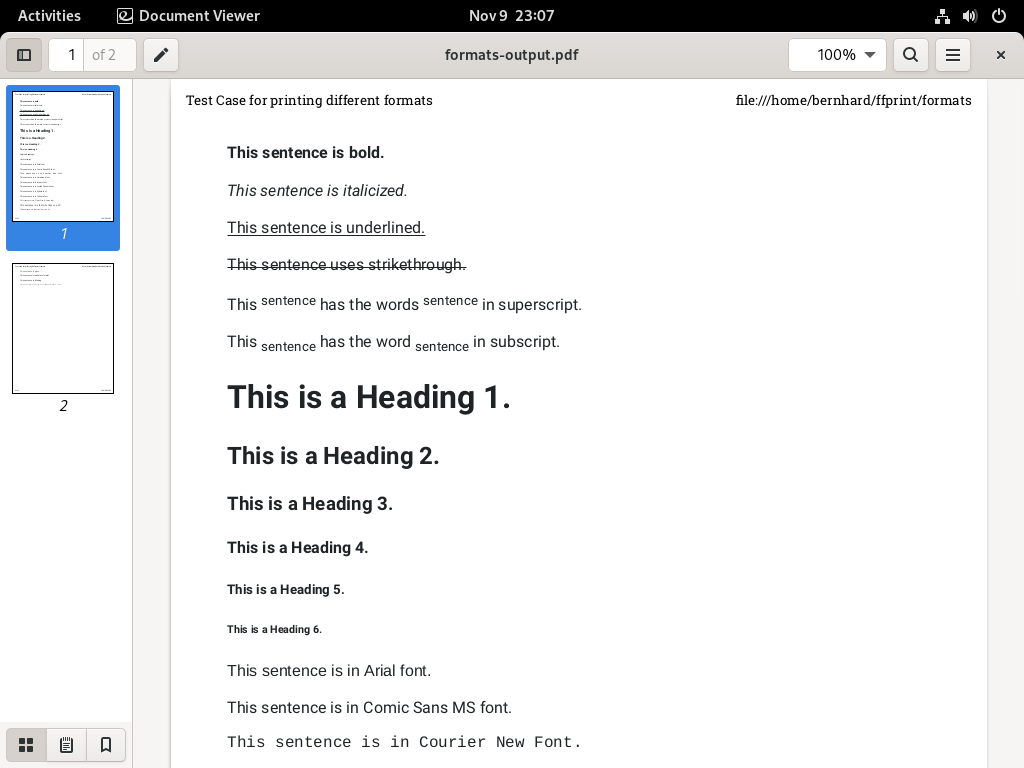 Activities Document Viewer Nov 9 23:07
1 of 2 formats-output.pdf 100%
1
2
Test Case for printing different formats file:///home/bernhard/ffprint/formats
This sentence is bold.
This sentence is italicized.
This sentence is underlined.
This sentence uses strikethrough.
This sentence has the words sentence in superscript.
This sentence has the word sentence in subscript.
This is a Heading 1.
This is a Heading 2.
This is a Heading 3.
This is a Heading 4.
This is a Heading 5.
This is a Heading 6.
This sentence is in Arial font.
This sentence is in Comic Sans MS font.
This sentence is in Courier New Font.